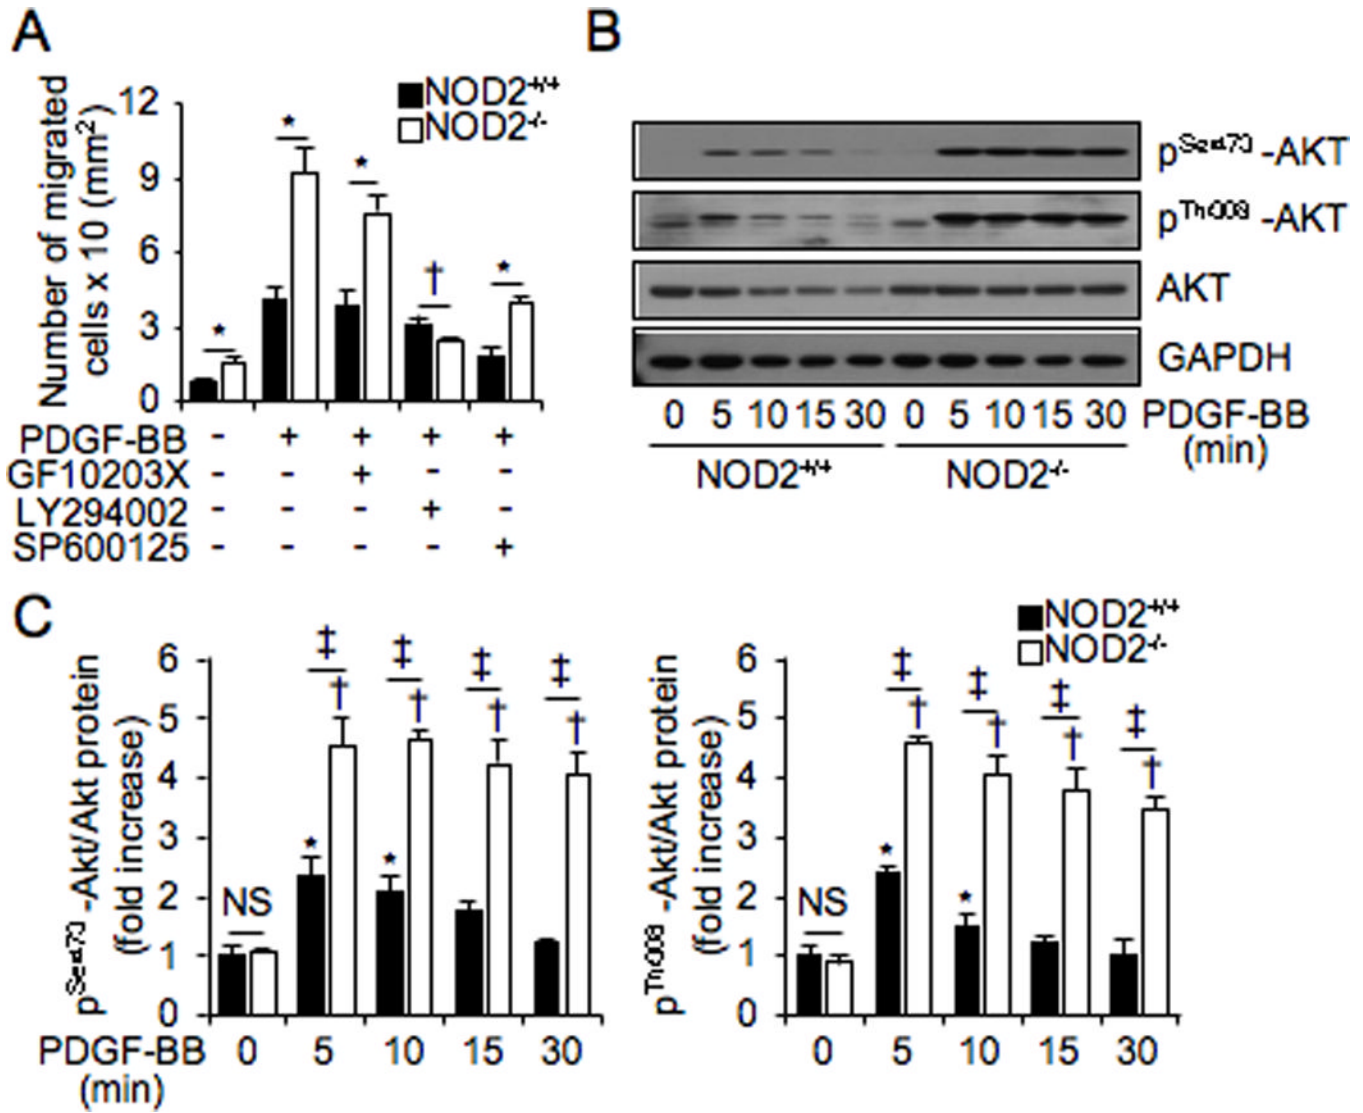 A
Number of migrated
cells x 10 (mm²)
12
9
6
3
0
NOD2+/+
NOD2-/-
*
*
*
†
*
PDGF-BB - + + + +
GF10203X - - + - -
LY294002 - - - + -
SP600125 - - - - +
B
pSer473 -AKT
pThr308 -AKT
AKT
GAPDH
0 5 10 15 30 0 5 10 15 30 PDGF-BB
(min)
NOD2+/+ NOD2-/-
C
pSer473 -Akt/Akt protein
(fold increase)
6
5
4
3
2
1
0
NS
‡ ‡ ‡ ‡
† † † †
* *
0 5 10 15 30
PDGF-BB
(min)
NOD2+/+
NOD2-/-
pThr308 -Akt/Akt protein
(fold increase)
6
5
4
3
2
1
0
NS
‡ ‡ ‡ ‡
† † † †
* *
0 5 10 15 30